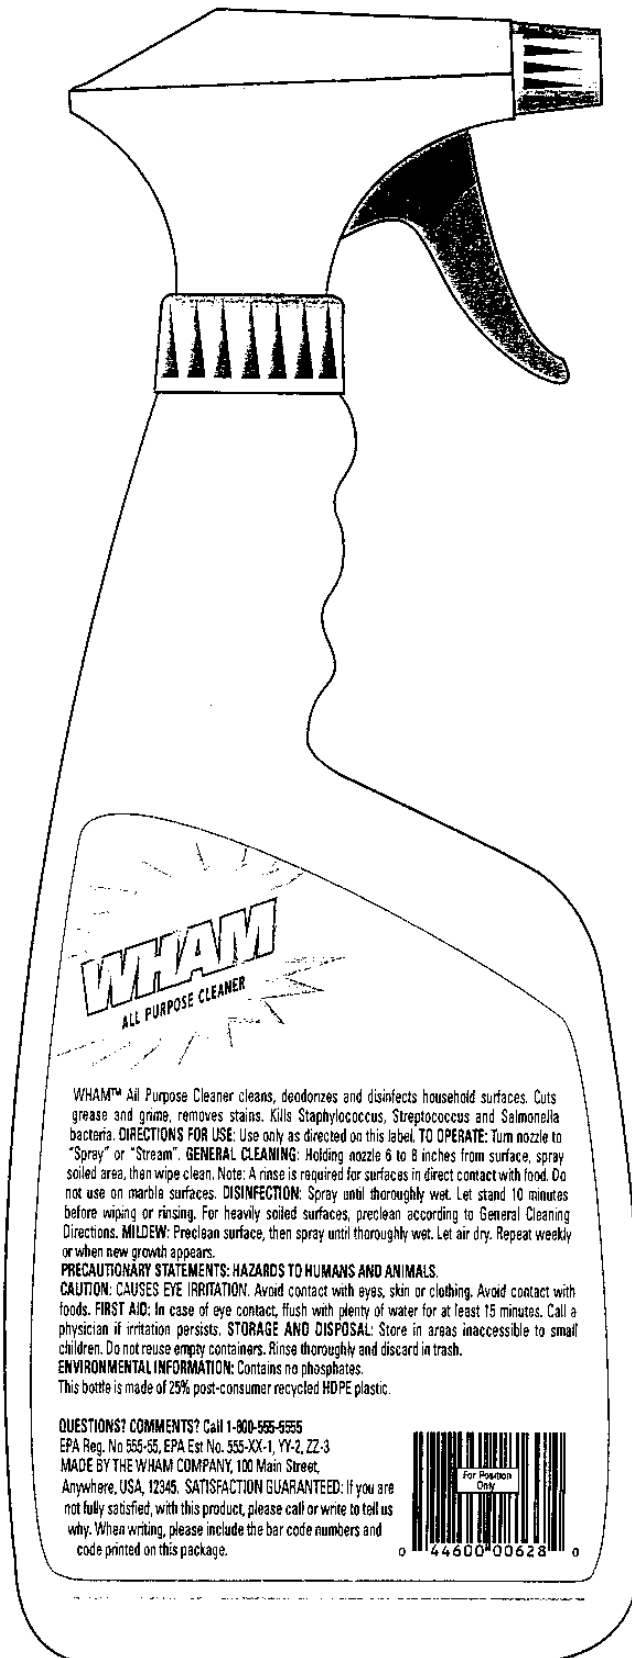 WHAM
ALL PURPOSE CLEANER
WHAM™ All Purpose Cleaner cleans, deodorizes and disinfects household surfaces. Cuts
grease and grime, removes stains. Kills Staphylococcus, Streptococcus and Salmonella
bacteria. DIRECTIONS FOR USE: Use only as directed on this label. TO OPERATE: Turn nozzle to
"Spray" or "Stream". GENERAL CLEANING: Holding nozzle 6 to 8 inches from surface, spray
soiled area, then wipe clean. Note: A rinse is required for surfaces in direct contact with food. Do
not use on marble surfaces. DISINFECTION: Spray until thoroughly wet. Let stand 10 minutes
before wiping or rinsing. For heavily soiled surfaces, preclean according to General Cleaning
Directions. MILDEW: Preclean surface, then spray until thoroughly wet. Let air dry. Repeat weekly
or when new growth appears.
PRECAUTIONARY STATEMENTS: HAZARDS TO HUMANS AND ANIMALS.
CAUTION: CAUSES EYE IRRITATION. Avoid contact with eyes, skin or clothing. Avoid contact with
foods. FIRST AID: In case of eye contact, flush with plenty of water for at least 15 minutes. Call a
physician if irritation persists. STORAGE AND DISPOSAL: Store in areas inaccessible to small
children. Do not reuse empty containers. Rinse thoroughly and discard in trash.
ENVIRONMENTAL INFORMATION: Contains no phosphates.
This bottle is made of 25% post-consumer recycled HDPE plastic.
QUESTIONS? COMMENTS? Call 1-800-555-5555
EPA Reg. No 555-55, EPA Est No. 555-XX-1, YY-2, ZZ-3
MADE BY THE WHAM COMPANY, 100 Main Street,
Anywhere, USA, 12345. SATISFACTION GUARANTEED: If you are
not fully satisfied, with this product, please call or write to tell us
why. When writing, please include the bar code numbers and
code printed on this package.
For Position
Only
0 44600 00628 0